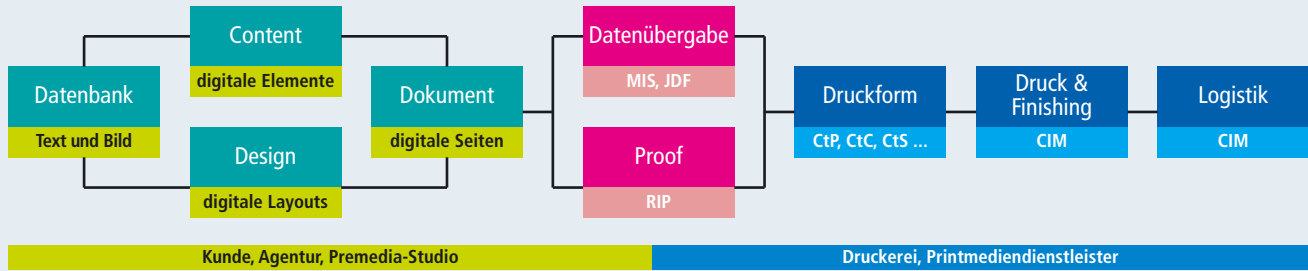 Datenbank
Text und Bild
Content
digitale Elemente
Design
digitale Layouts
Dokument
digitale Seiten
Datenübergabe
MIS, JDF
Proof
RIP
Druckform
CtP, CtC, CtS ...
Druck &
Finishing
CIM
Logistik
CIM
Kunde, Agentur, Premedia-Studio
Druckerei, Printmediendienstleister